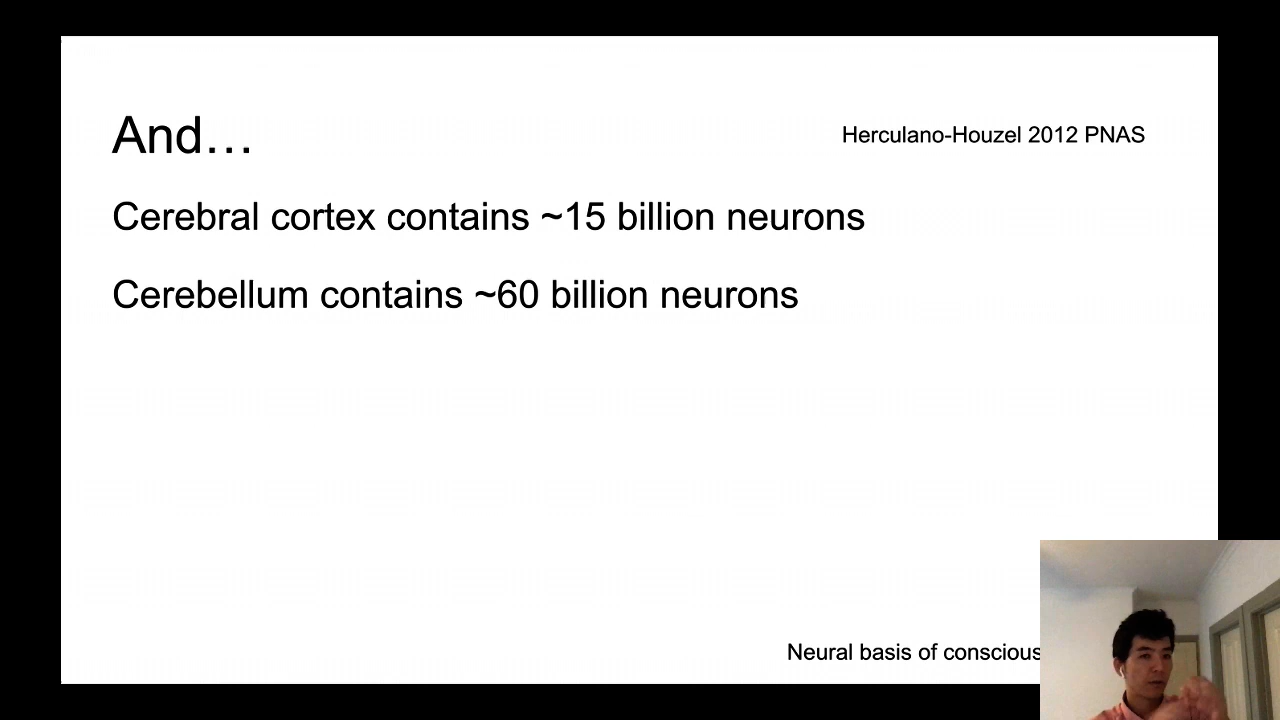 And…
Herculano-Houzel 2012 PNAS
Cerebral cortex contains ~15 billion neurons
Cerebellum contains ~60 billion neurons
Neural basis of conscious